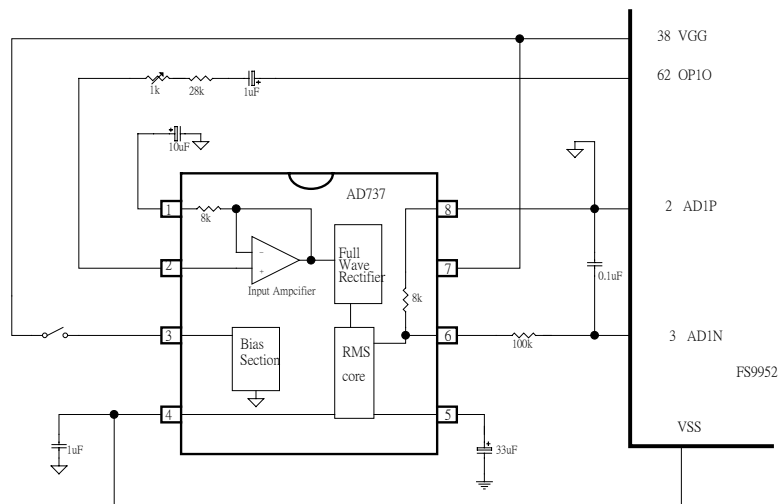 38 VGG
62 OP1O
1k
28k
1uF
10uF
AD737
1
8k
8
2 AD1P
Full
Wave
Rectifier
2
7
Input Ampcifier
8k
0.1uF
3
Bias
Section
RMS
core
6
100k
3 AD1N
FS9952
4
5
VSS
1uF
33uF